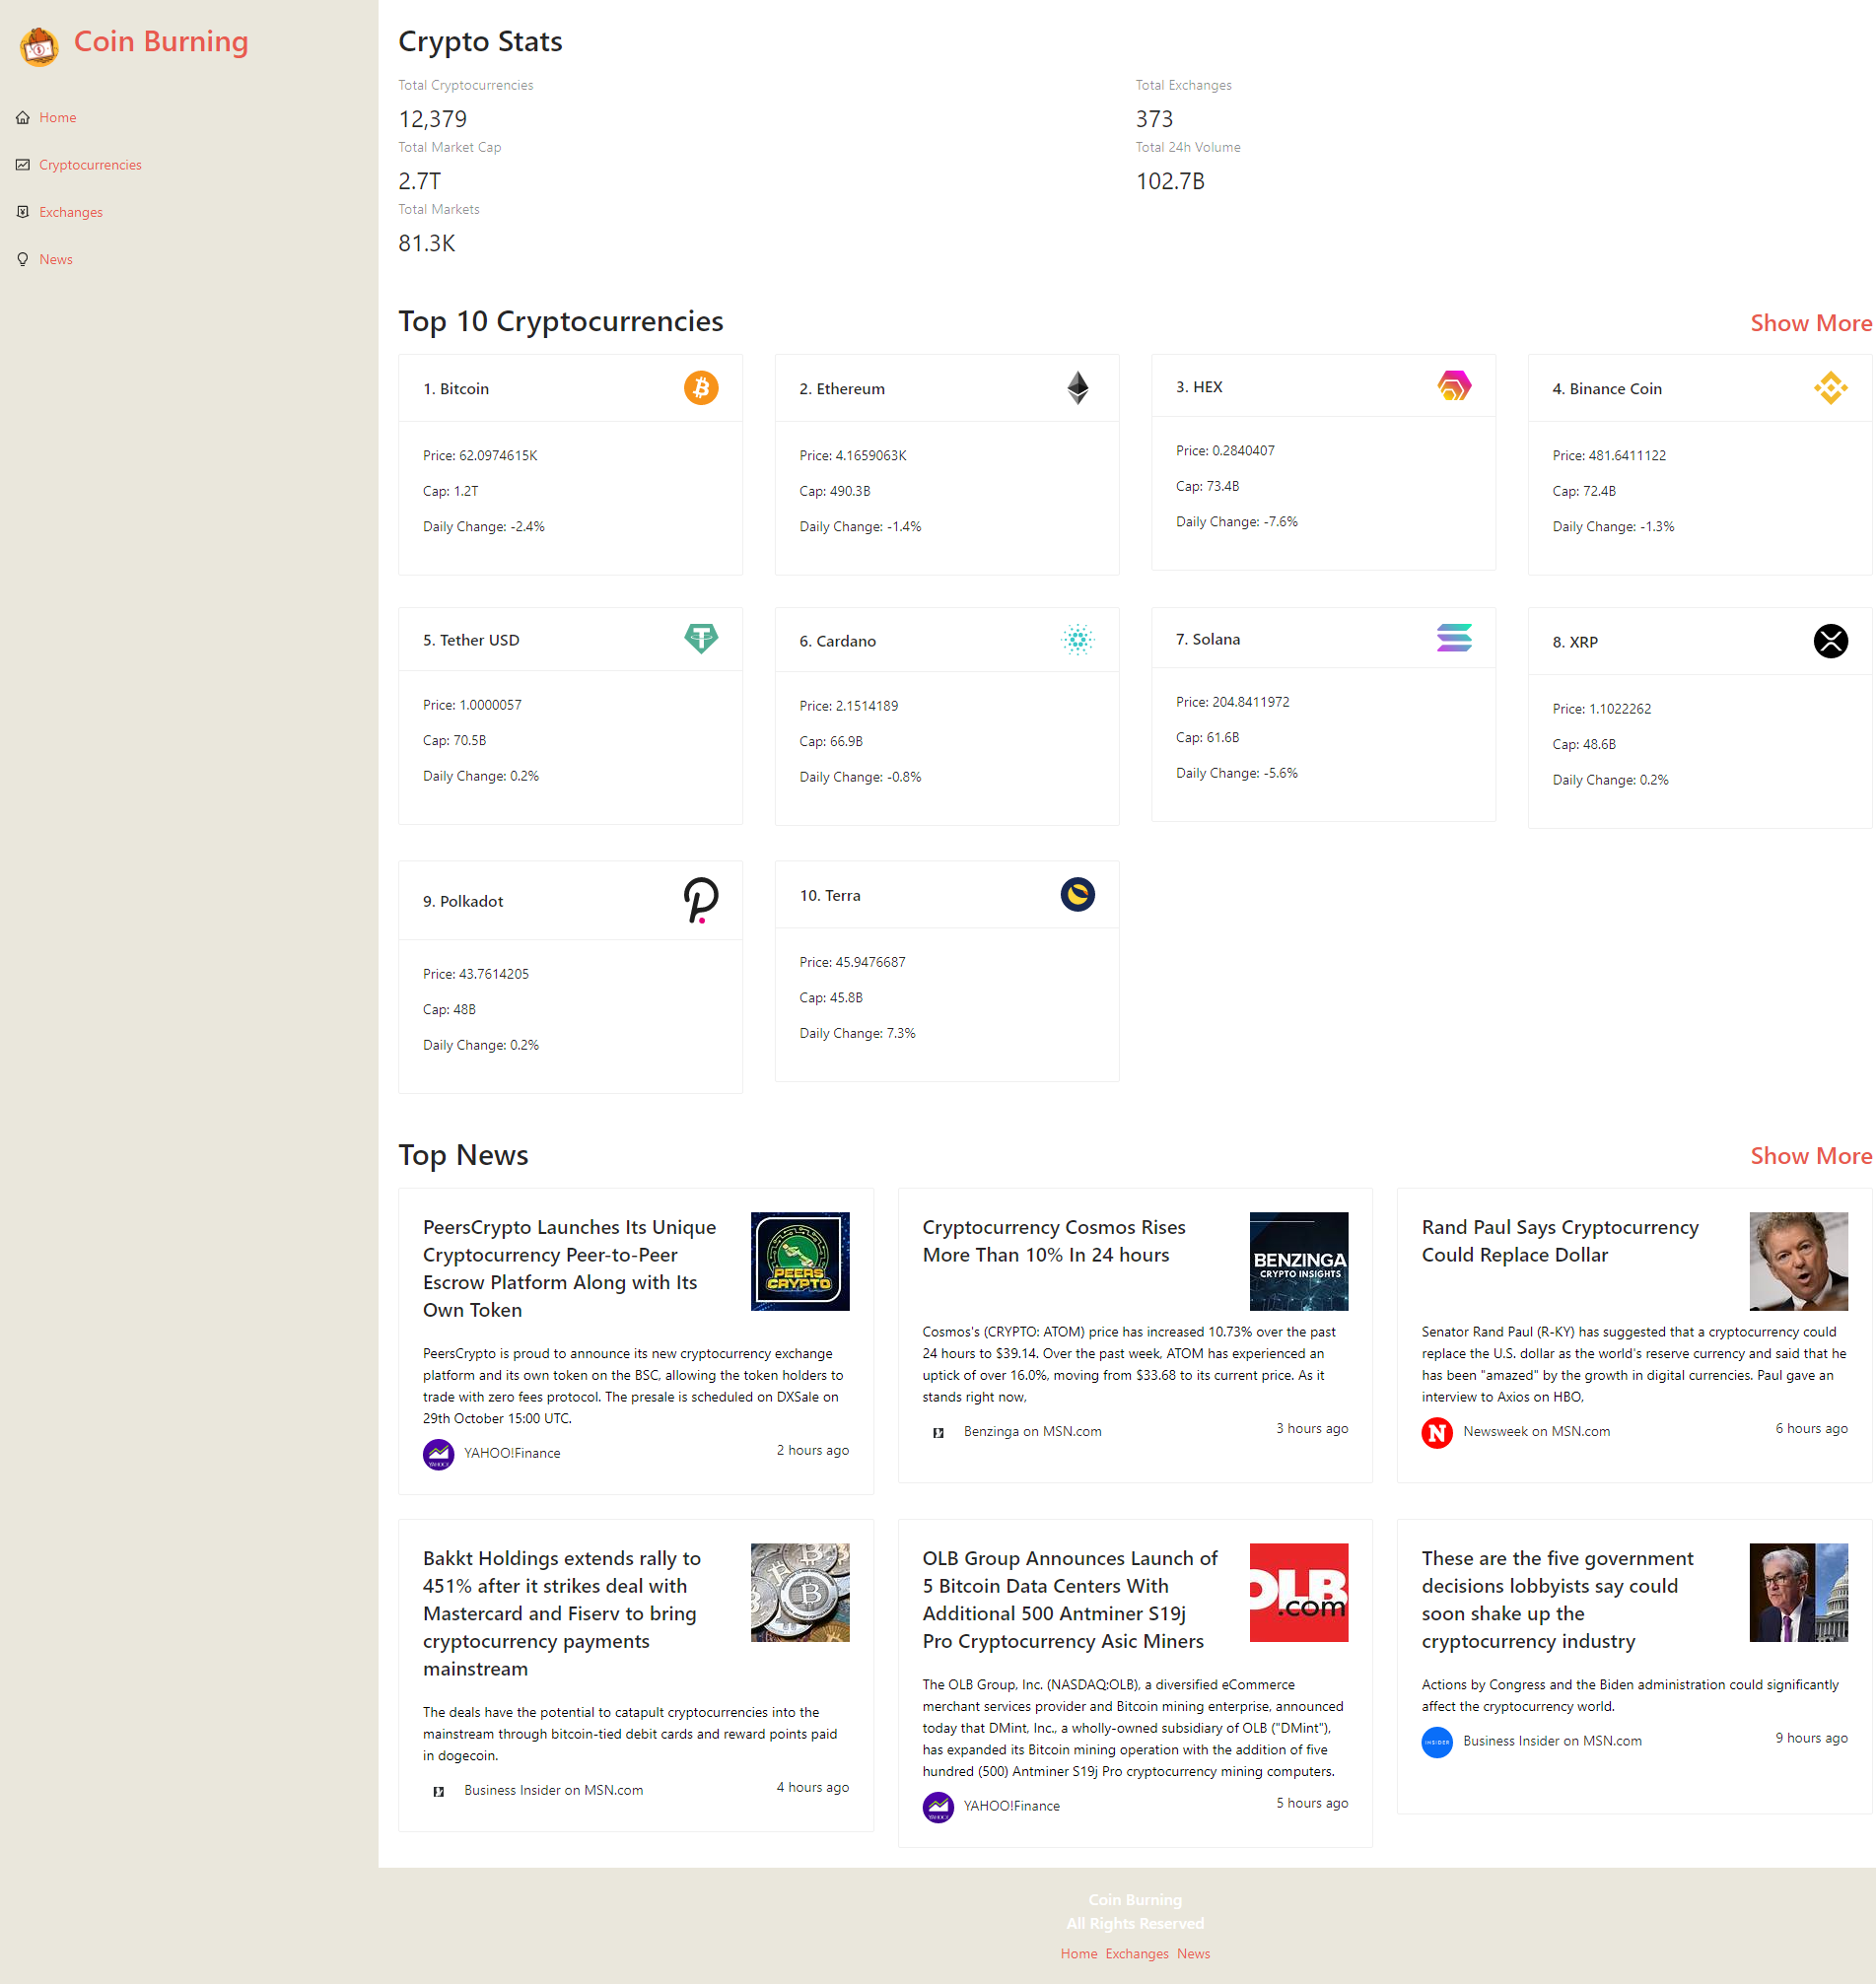 Coin Burning
Home
Cryptocurrencies
Exchanges
News
Crypto Stats
Total Cryptocurrencies
12,379
Total Exchanges
373
Total Market Cap
2.7T
Total 24h Volume
102.7B
Total Markets
81.3K
Top 10 Cryptocurrencies
Show More
1. Bitcoin
Price: 62.0974615K
Cap: 1.2T
Daily Change: -2.4%
2. Ethereum
Price: 4.1659063K
Cap: 490.3B
Daily Change: -1.4%
3. HEX
Price: 0.2840407
Cap: 73.4B
Daily Change: -7.6%
4. Binance Coin
Price: 481.6411122
Cap: 72.4B
Daily Change: -1.3%
5. Tether USD
Price: 1.0000057
Cap: 70.5B
Daily Change: 0.2%
6. Cardano
Price: 2.1514189
Cap: 66.9B
Daily Change: -0.8%
7. Solana
Price: 204.8411972
Cap: 61.6B
Daily Change: -5.6%
8. XRP
Price: 1.1022262
Cap: 48.6B
Daily Change: 0.2%
9. Polkadot
Price: 43.7614205
Cap: 48B
Daily Change: 0.2%
10. Terra
Price: 45.9476687
Cap: 45.8B
Daily Change: 7.3%
Top News
Show More
PeersCrypto Launches Its Unique
Cryptocurrency Peer-to-Peer
Escrow Platform Along with Its
Own Token
PEERS
CRYPTO
PeersCrypto is proud to announce its new cryptocurrency exchange
platform and its own token on the BSC, allowing the token holders to
trade with zero fees protocol. The presale is scheduled on DXSale on
29th October 15:00 UTC.
YAHOO!Finance
2 hours ago
Cryptocurrency Cosmos Rises
More Than 10% In 24 hours
BENZINGA
CRYPTO INSIGHTS
Cosmos's (CRYPTO: ATOM) price has increased 10.73% over the past
24 hours to $39.14. Over the past week, ATOM has experienced an
uptick of over 16.0%, moving from $33.68 to its current price. As it
stands right now,
Benzinga on MSN.com
3 hours ago
Rand Paul Says Cryptocurrency
Could Replace Dollar
Senator Rand Paul (R-KY) has suggested that a cryptocurrency could
replace the U.S. dollar as the world's reserve currency and said that he
has been "amazed" by the growth in digital currencies. Paul gave an
interview to Axios on HBO,
N
Newsweek on MSN.com
6 hours ago
Bakkt Holdings extends rally to
451% after it strikes deal with
Mastercard and Fiserv to bring
cryptocurrency payments
mainstream
The deals have the potential to catapult cryptocurrencies into the
mainstream through bitcoin-tied debit cards and reward points paid
in dogecoin.
Business Insider on MSN.com
4 hours ago
OLB Group Announces Launch of
5 Bitcoin Data Centers With
Additional 500 Antminer S19j
Pro Cryptocurrency Asic Miners
OLB
.com
The OLB Group, Inc. (NASDAQ:OLB), a diversified eCommerce
merchant services provider and Bitcoin mining enterprise, announced
today that DMint, Inc., a wholly-owned subsidiary of OLB ("DMint"),
has expanded its Bitcoin mining operation with the addition of five
hundred (500) Antminer S19j Pro cryptocurrency mining computers.
YAHOO!Finance
5 hours ago
These are the five government
decisions lobbyists say could
soon shake up the
cryptocurrency industry
Actions by Congress and the Biden administration could significantly
affect the cryptocurrency world.
INSIDER
Business Insider on MSN.com
9 hours ago
Coin Burning
All Rights Reserved
Home Exchanges News